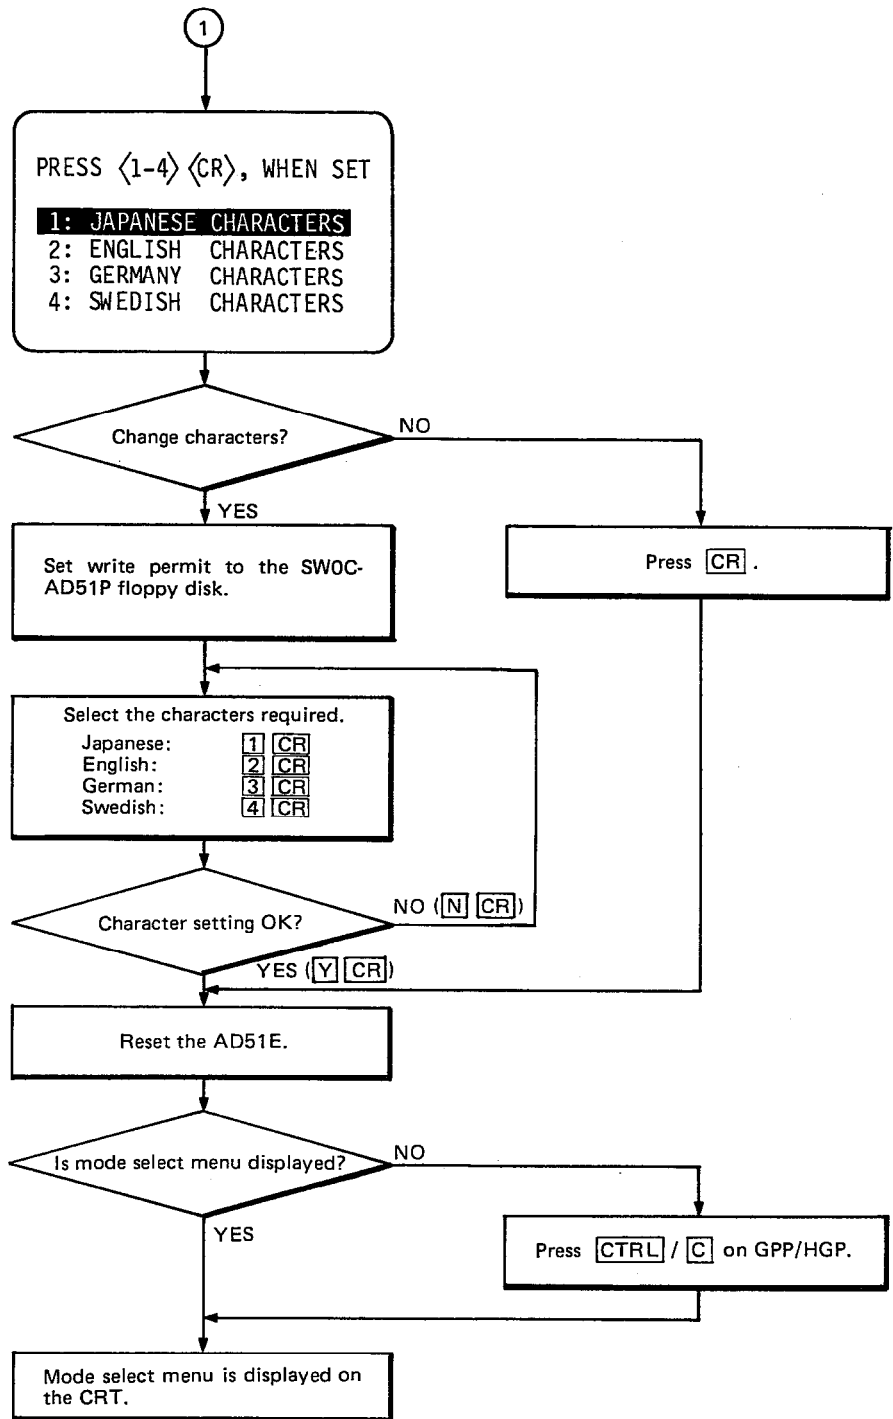 1
PRESS ⟨1-4⟩ ⟨CR⟩, WHEN SET
1: JAPANESE CHARACTERS
2: ENGLISH CHARACTERS
3: GERMANY CHARACTERS
4: SWEDISH CHARACTERS
Change characters?
NO
YES
Set write permit to the SW0C-
AD51P floppy disk.
Press CR .
Select the characters required.
Japanese: 1 CR
English: 2 CR
German: 3 CR
Swedish: 4 CR
Character setting OK?
NO (N CR)
YES (Y CR)
Reset the AD51E.
Is mode select menu displayed?
NO
YES
Press CTRL / C on GPP/HGP.
Mode select menu is displayed on
the CRT.